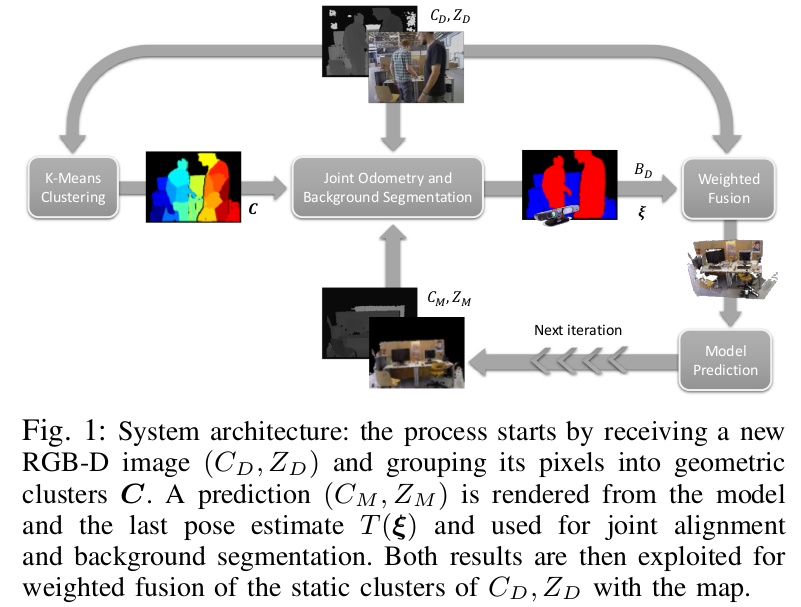 C_D, Z_D
K-Means
Clustering
C
Joint Odometry and
Background Segmentation
B_D
ξ
Weighted
Fusion
C_M, Z_M
Next iteration
Model
Prediction
Fig. 1: System architecture: the process starts by receiving a new
RGB-D image (C_D, Z_D) and grouping its pixels into geometric
clusters C. A prediction (C_M, Z_M) is rendered from the model
and the last pose estimate T(ξ) and used for joint alignment
and background segmentation. Both results are then exploited for
weighted fusion of the static clusters of C_D, Z_D with the map.